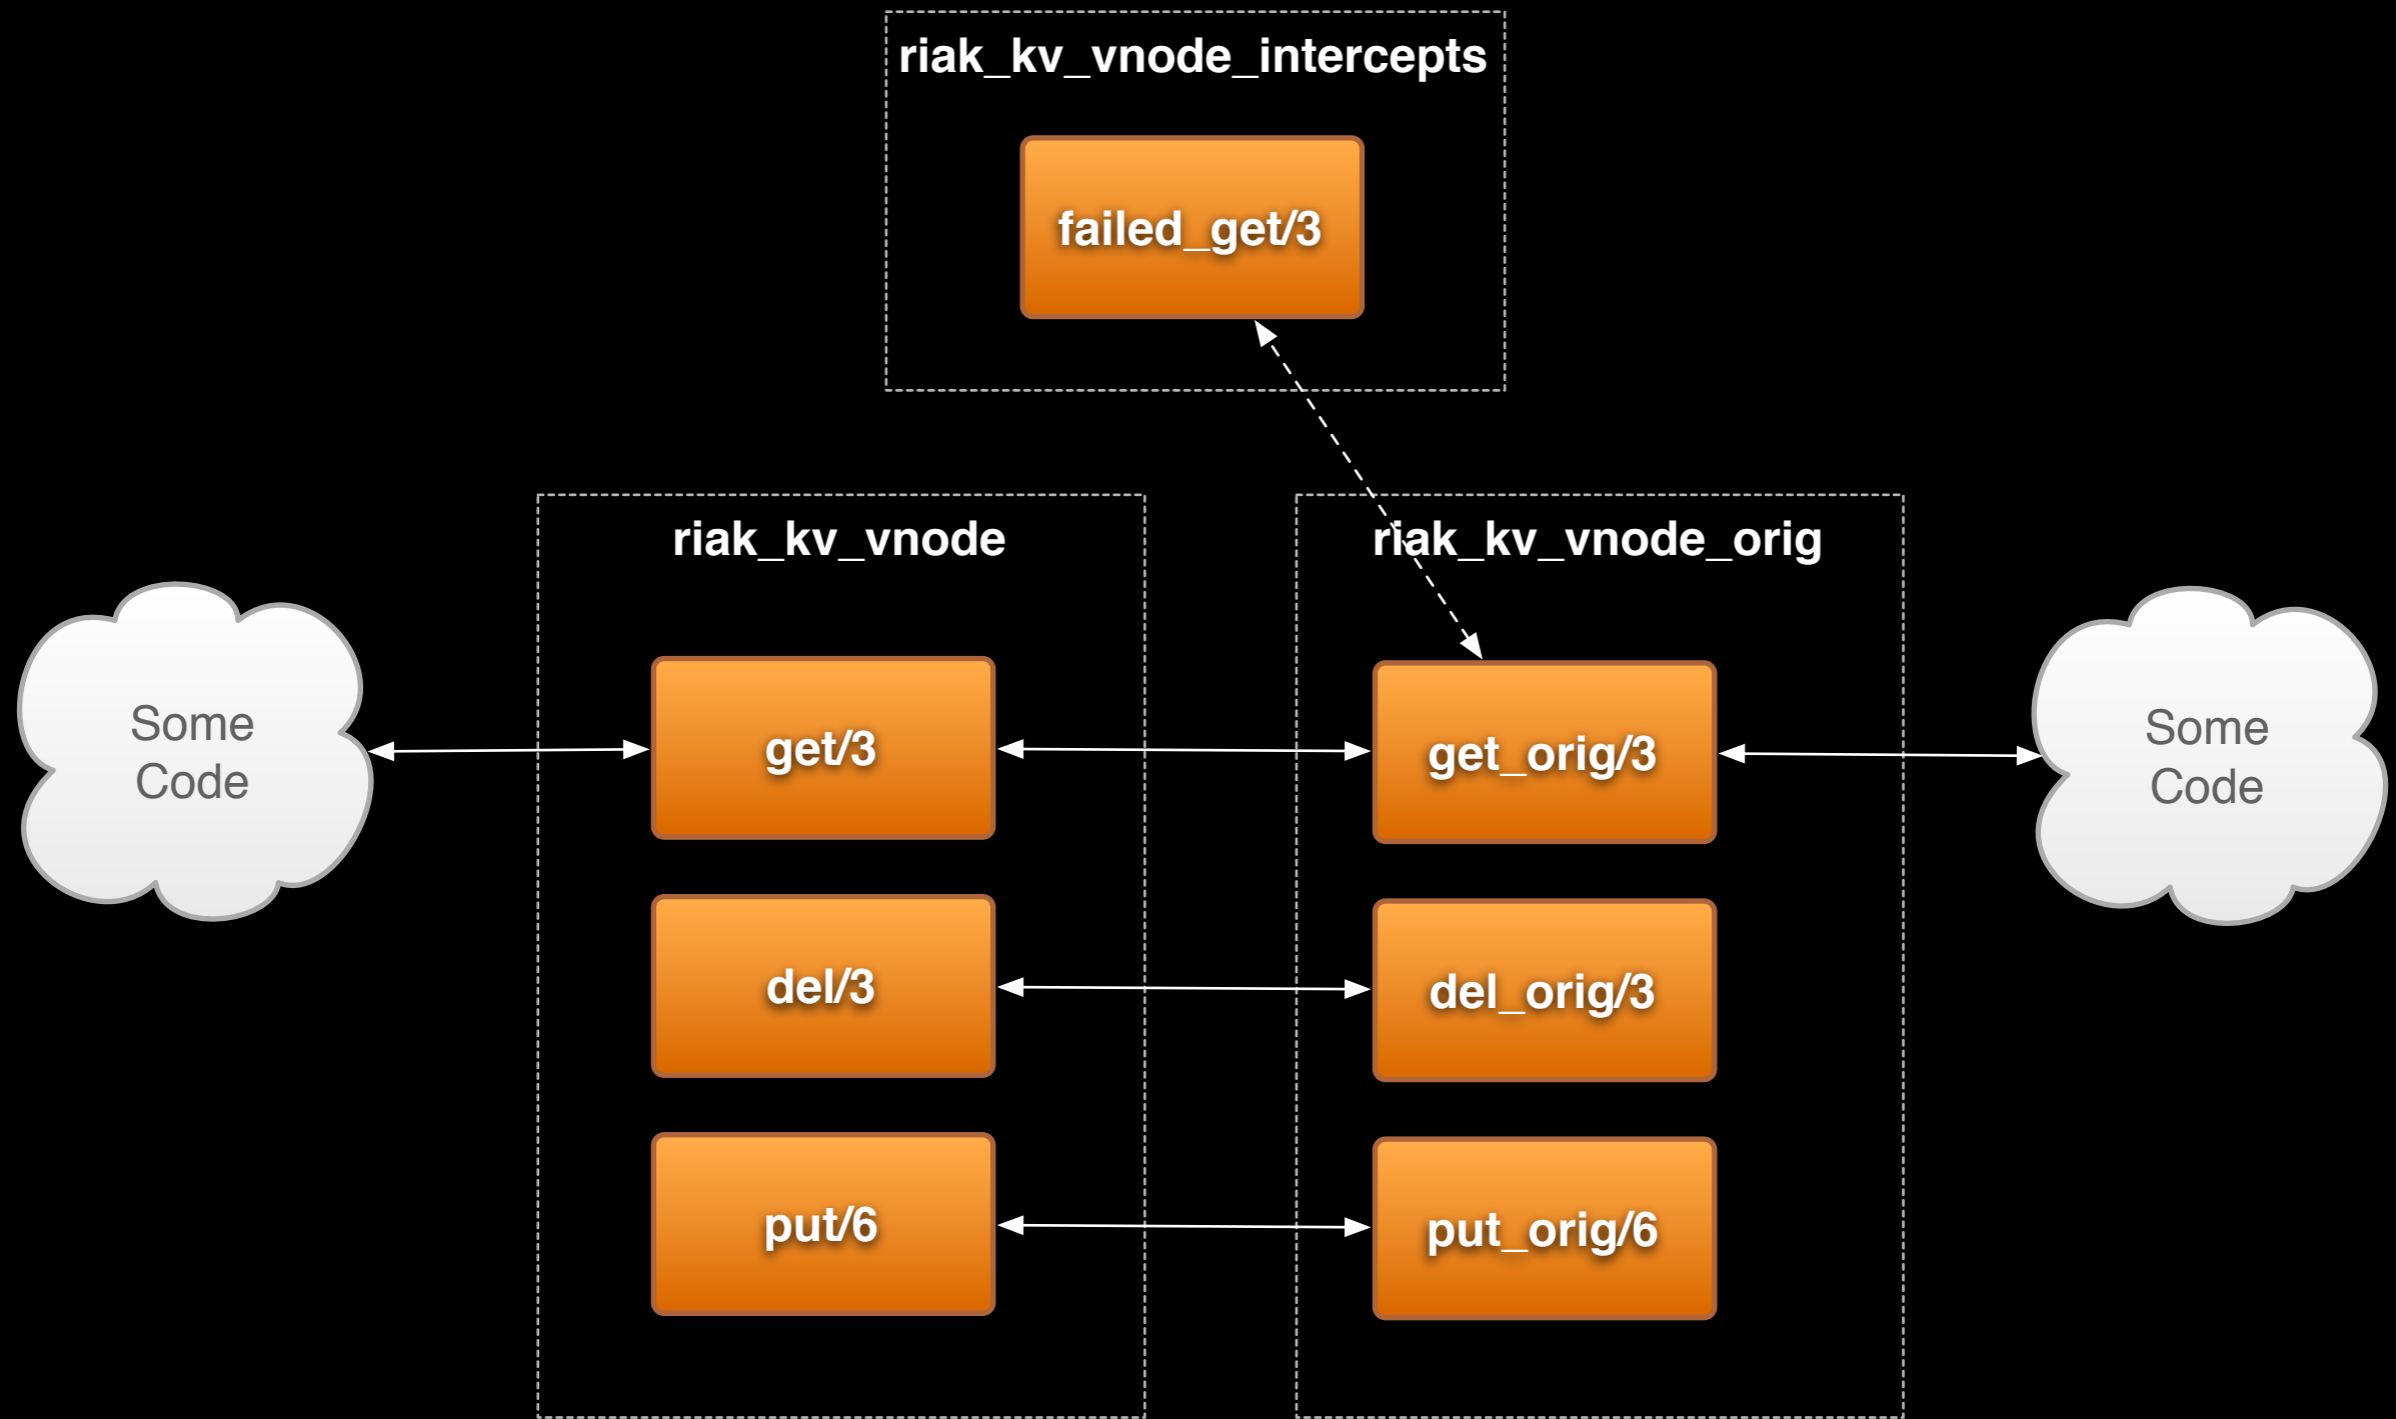 riak_kv_vnode_intercepts
failed_get/3
riak_kv_vnode
riak_kv_vnode_orig
Some
Code
get/3
get_orig/3
Some
Code
del/3
del_orig/3
put/6
put_orig/6